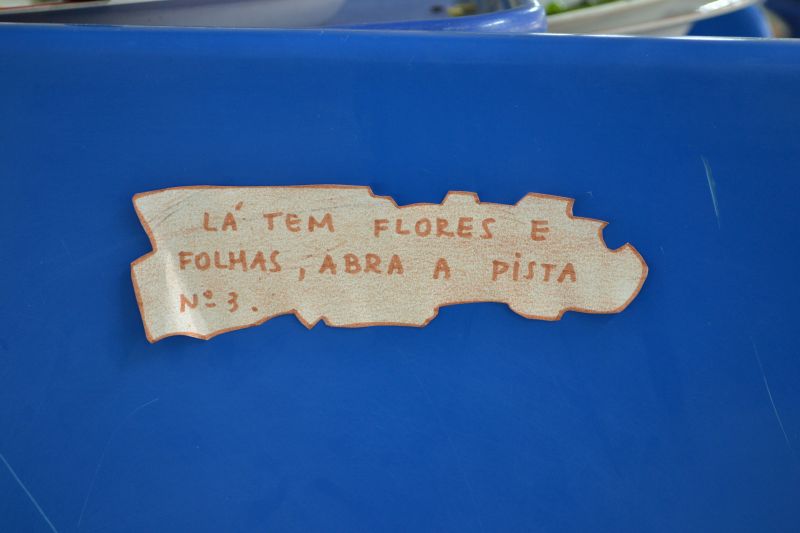 LÁ TEM FLORES E
FOLHAS, ABRA A PISTA
Nº 3.